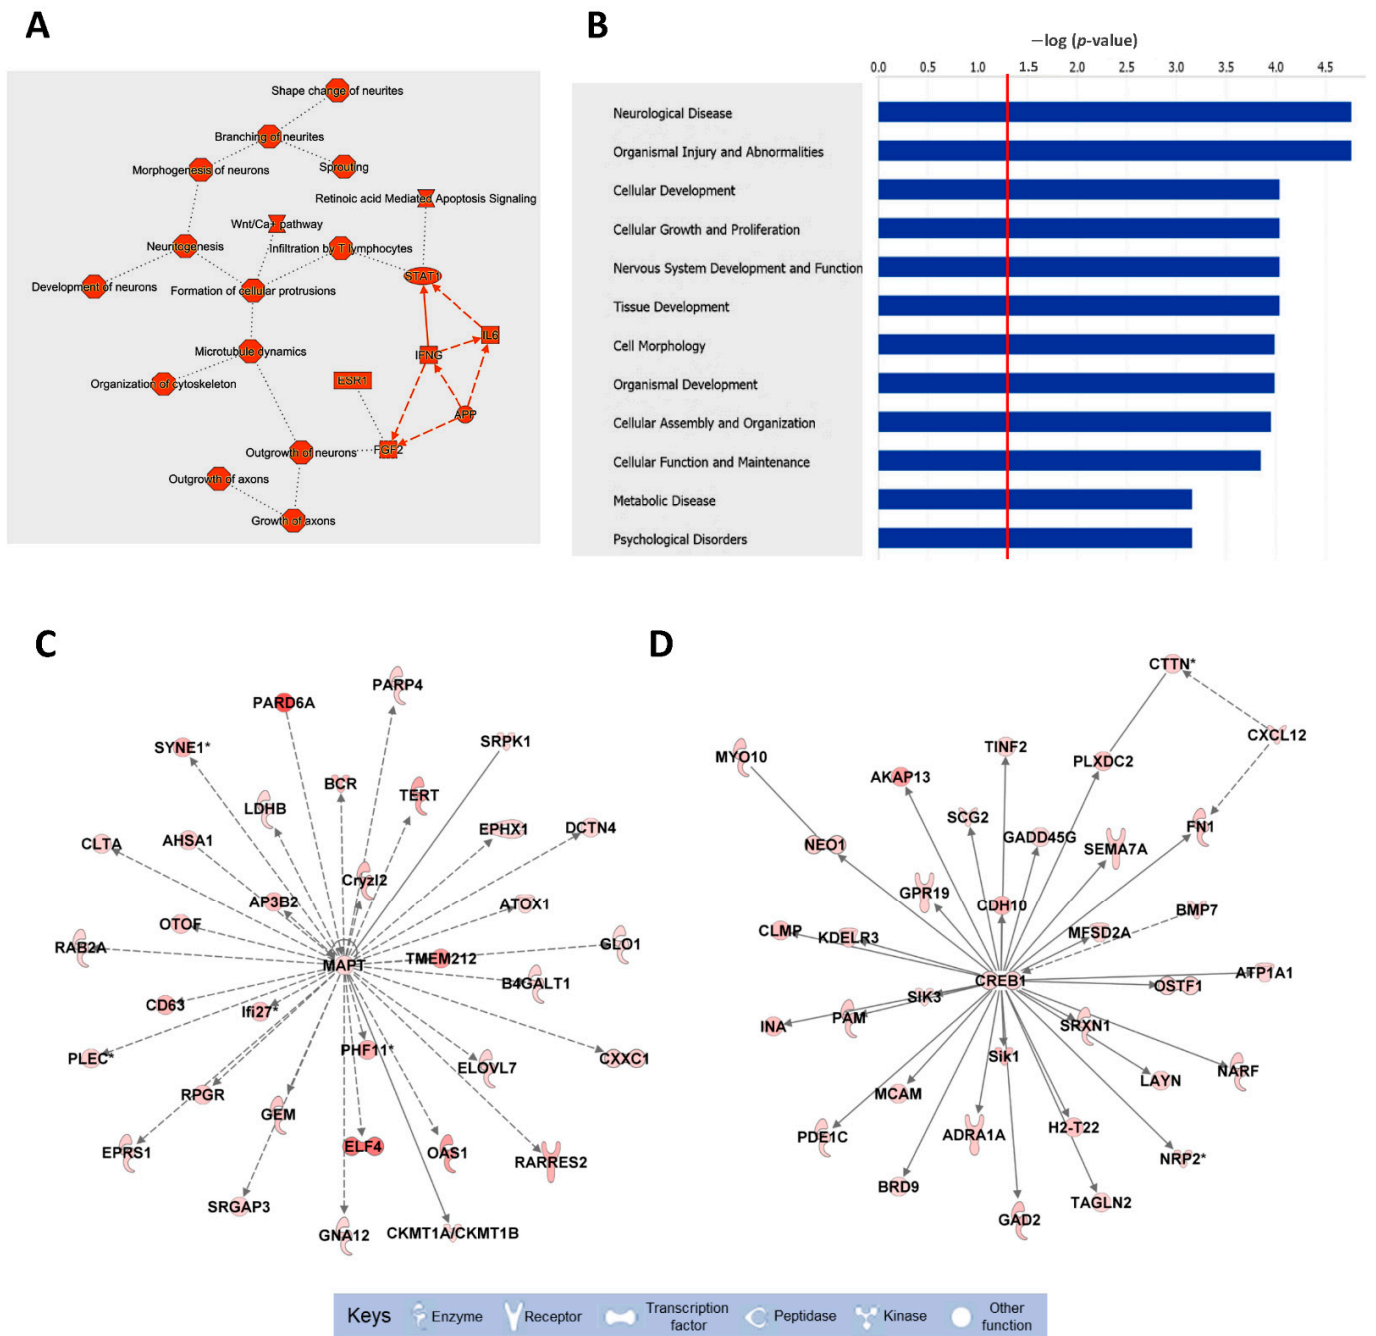 A
B
−log (p-value)
0.0 0.5 1.0 1.5 2.0 2.5 3.0 3.5 4.0 4.5
Shape change of neurites
Branching of neurites
Morphogenesis of neurons
Sprouting
Retinoic acid Mediated Apoptosis Signaling
Wnt/Ca+ pathway
Neuritogenesis
Infiltration by T lymphocytes
STAT1
Development of neurons
Formation of cellular protrusions
IL6
Microtubule dynamics
IFNG
Organization of cytoskeleton
ESR1
APP
Outgrowth of neurons
FGF2
Outgrowth of axons
Growth of axons
Neurological Disease
Organismal Injury and Abnormalities
Cellular Development
Cellular Growth and Proliferation
Nervous System Development and Function
Tissue Development
Cell Morphology
Organismal Development
Cellular Assembly and Organization
Cellular Function and Maintenance
Metabolic Disease
Psychological Disorders
C
PARP4
PARD6A
SYNE1*
SRPK1
BCR
TERT
LDHB
EPHX1
DCTN4
CLTA
AHSA1
Cryzl2
AP3B2
ATOX1
OTOF
RAB2A
GLO1
MAPT
TMEM212
B4GALT1
CD63
Ifi27*
PHF11*
PLEC*
ELOVL7
CXXC1
RPGR
GEM
EPRS1
ELF4
OAS1
RARRES2
SRGAP3
GNA12
CKMT1A/CKMT1B
D
CTTN*
CXCL12
MYO10
TINF2
PLXDC2
AKAP13
SCG2
GADD45G
FN1
NEO1
SEMA7A
GPR19
CDH10
BMP7
CLMP
KDELR3
MFSD2A
ATP1A1
CREB1
OSTF1
SIK3
INA
PAM
SRXN1
Sik1
NARF
LAYN
MCAM
PDE1C
ADRA1A
H2-T22
NRP2*
BRD9
TAGLN2
GAD2
Keys
Enzyme
Receptor
Transcription
factor
Peptidase
Kinase
Other
function